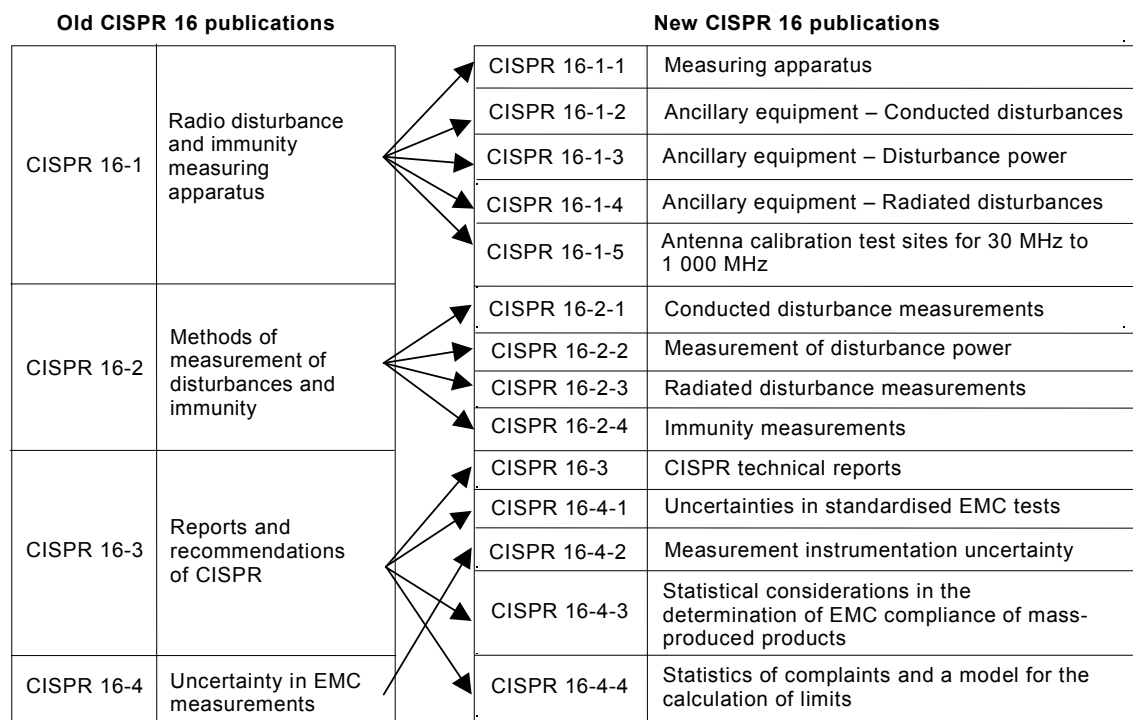 Old CISPR 16 publications
New CISPR 16 publications
CISPR 16-1
Radio disturbance
and immunity
measuring
apparatus
CISPR 16-2
Methods of
measurement of
disturbances and
immunity
CISPR 16-3
Reports and
recommendations
of CISPR
CISPR 16-4
Uncertainty in EMC
measurements
CISPR 16-1-1
Measuring apparatus
CISPR 16-1-2
Ancillary equipment – Conducted disturbances
CISPR 16-1-3
Ancillary equipment – Disturbance power
CISPR 16-1-4
Ancillary equipment – Radiated disturbances
CISPR 16-1-5
Antenna calibration test sites for 30 MHz to
1 000 MHz
CISPR 16-2-1
Conducted disturbance measurements
CISPR 16-2-2
Measurement of disturbance power
CISPR 16-2-3
Radiated disturbance measurements
CISPR 16-2-4
Immunity measurements
CISPR 16-3
CISPR technical reports
CISPR 16-4-1
Uncertainties in standardised EMC tests
CISPR 16-4-2
Measurement instrumentation uncertainty
CISPR 16-4-3
Statistical considerations in the
determination of EMC compliance of mass-
produced products
CISPR 16-4-4
Statistics of complaints and a model for the
calculation of limits